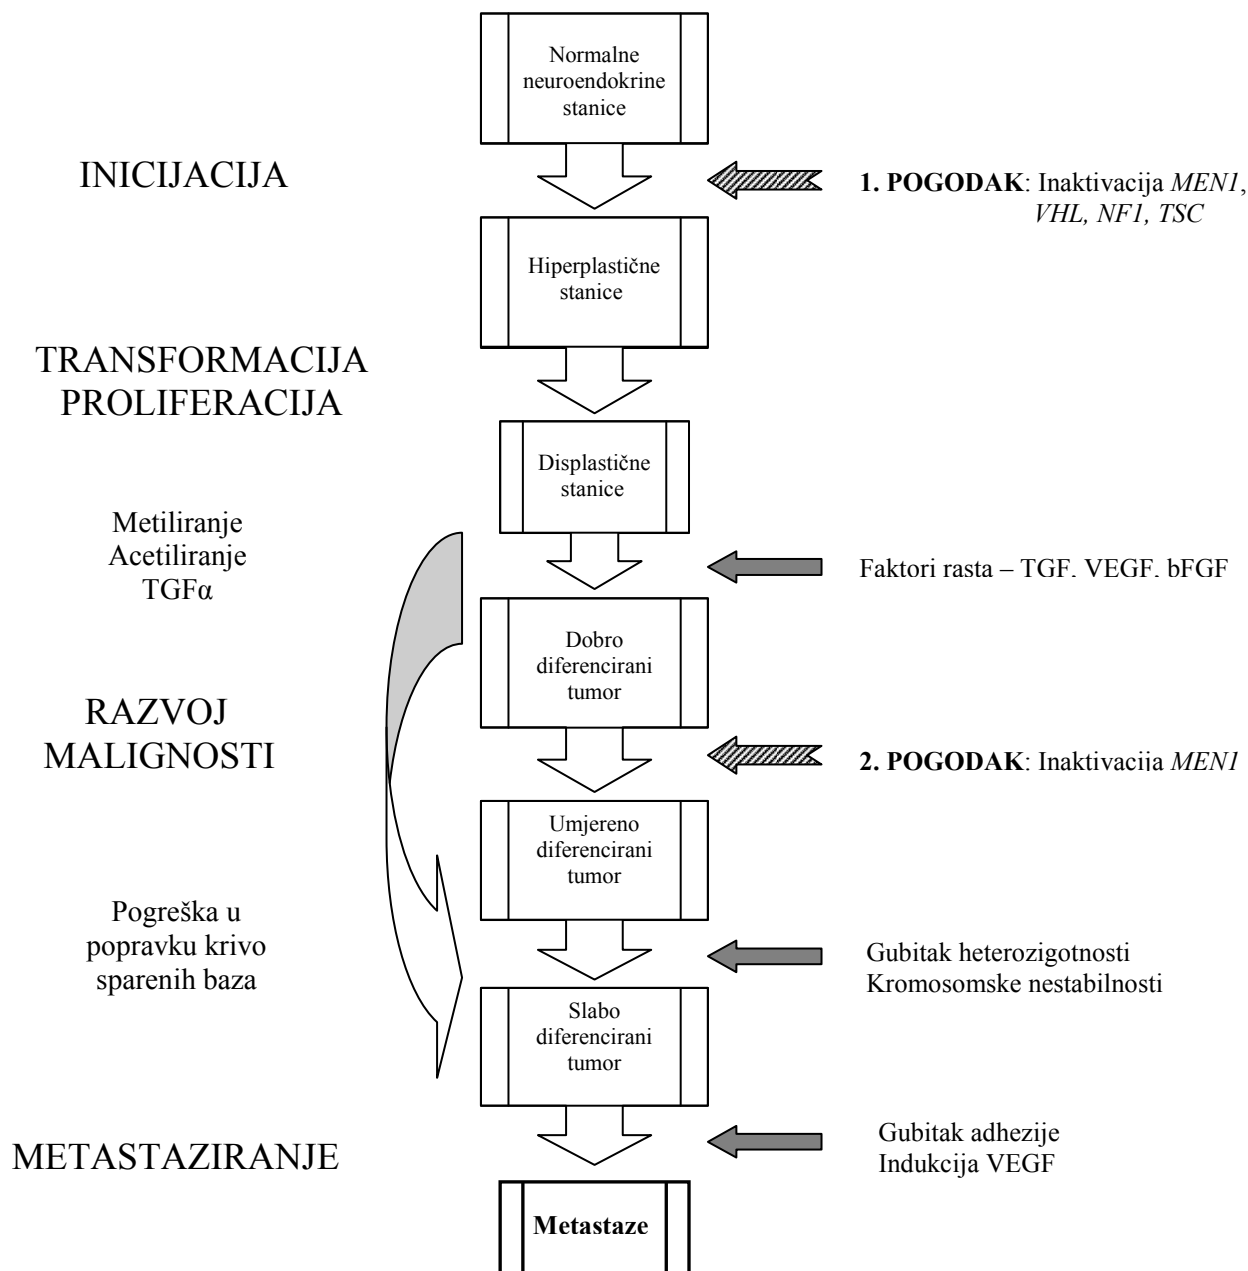 Normalne
neuroendokrine
stanice
INICIJACIJA
1. POGODAK: Inaktivacija MEN1,
VHL, NF1, TSC
Hiperplastične
stanice
TRANSFORMACIJA
PROLIFERACIJA
Displastične
stanice
Metiliranje
Acetiliranje
TGFα
Faktori rasta – TGF, VEGF, bFGF
Dobro
diferencirani
tumor
RAZVOJ
MALIGNOSTI
2. POGODAK: Inaktivacija MEN1
Umjereno
diferencirani
tumor
Pogreška u
popravku krivo
sparenih baza
Gubitak heterozigotnosti
Kromosomske nestabilnosti
Slabo
diferencirani
tumor
METASTAZIRANJE
Gubitak adhezije
Indukcija VEGF
Metastaze